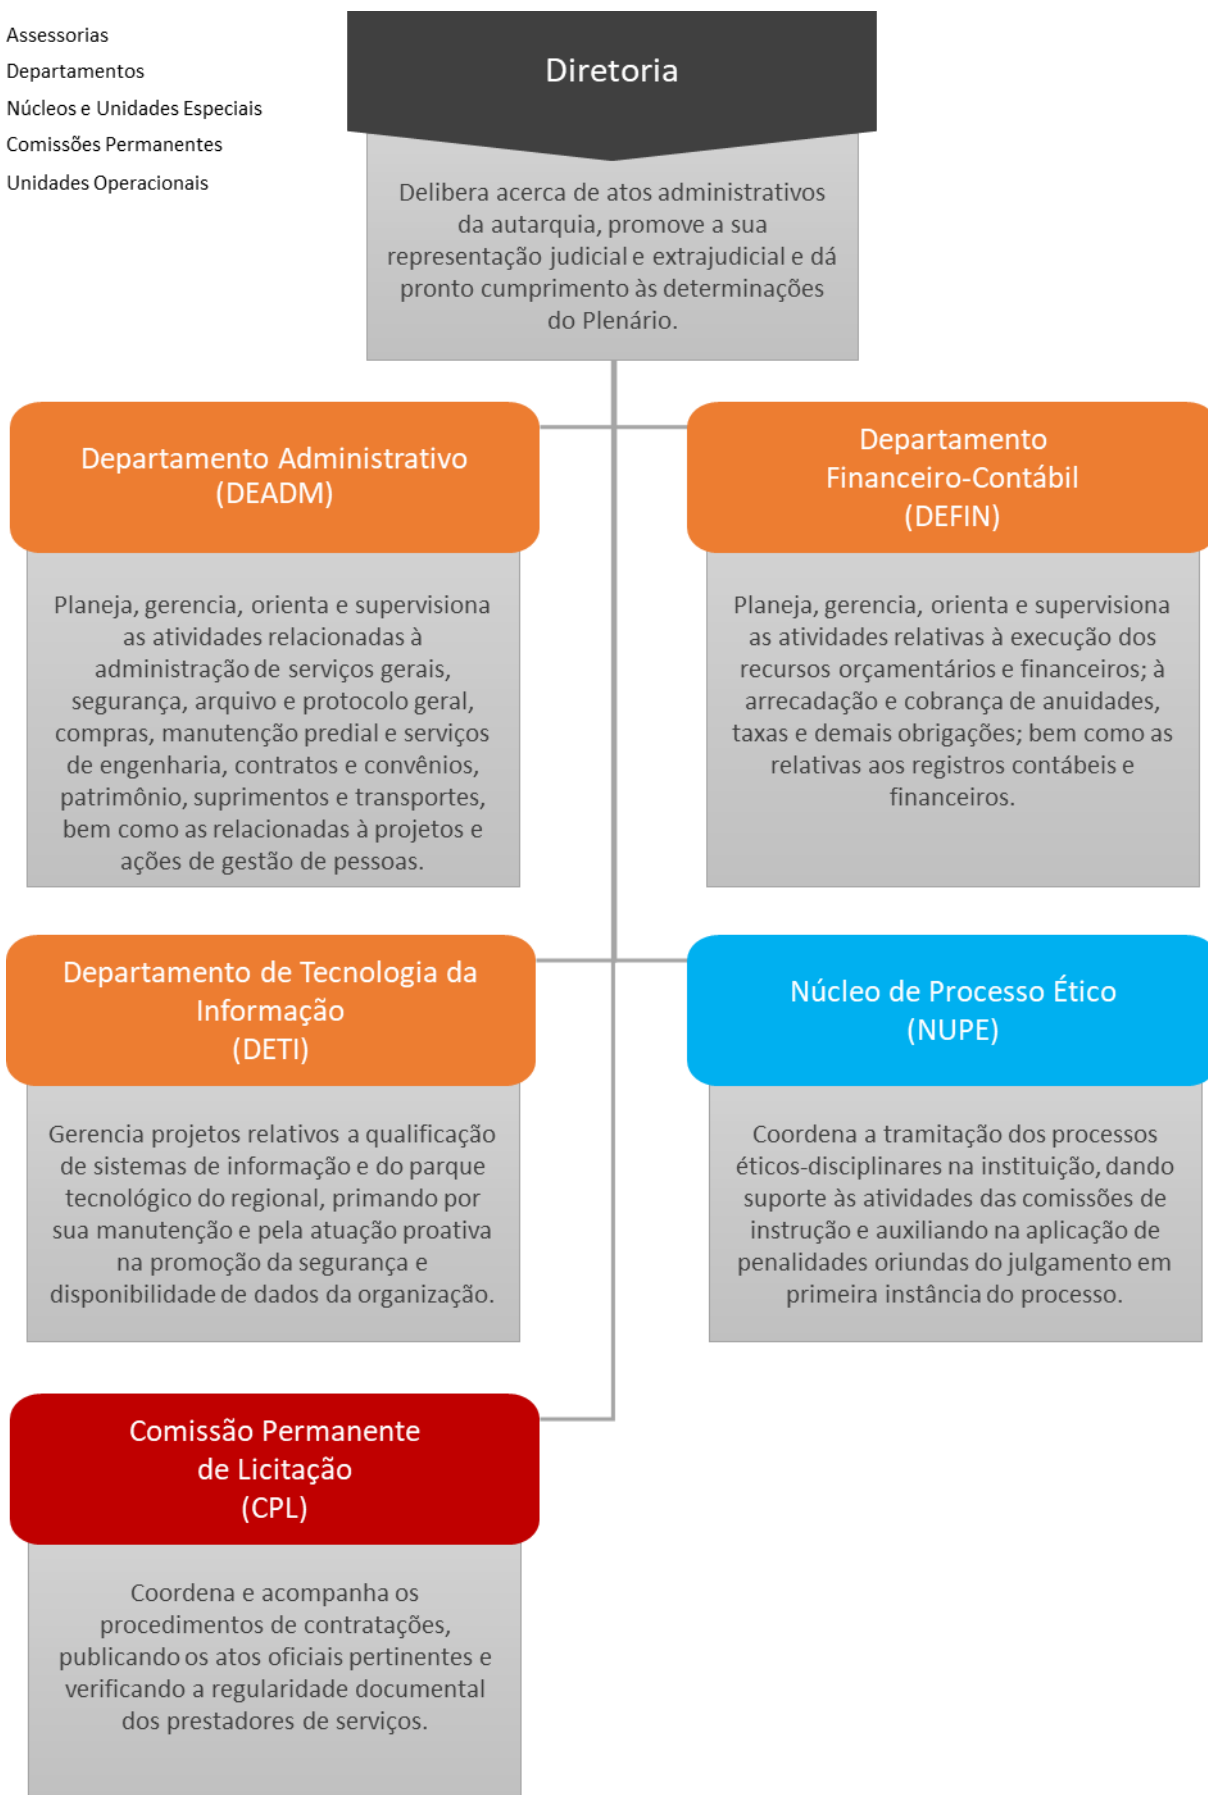 Assessorias
Departamentos
Núcleos e Unidades Especiais
Comissões Permanentes
Unidades Operacionais
Diretoria
Delibera acerca de atos administrativos
da autarquia, promove a sua
representação judicial e extrajudicial e dá
pronto cumprimento às determinações
do Plenário.
Departamento Administrativo
(DEADM)
Planeja, gerencia, orienta e supervisiona
as atividades relacionadas à
administração de serviços gerais,
segurança, arquivo e protocolo geral,
compras, manutenção predial e serviços
de engenharia, contratos e convênios,
patrimônio, suprimentos e transportes,
bem como as relacionadas à projetos e
ações de gestão de pessoas.
Departamento
Financeiro-Contábil
(DEFIN)
Planeja, gerencia, orienta e supervisiona
as atividades relativas à execução dos
recursos orçamentários e financeiros; à
arrecadação e cobrança de anuidades,
taxas e demais obrigações; bem como as
relativas aos registros contábeis e
financeiros.
Departamento de Tecnologia da
Informação
(DETI)
Gerencia projetos relativos a qualificação
de sistemas de informação e do parque
tecnológico do regional, primando por
sua manutenção e pela atuação proativa
na promoção da segurança e
disponibilidade de dados da organização.
Núcleo de Processo Ético
(NUPE)
Coordena a tramitação dos processos
éticos-disciplinares na instituição, dando
suporte às atividades das comissões de
instrução e auxiliando na aplicação de
penalidades oriundas do julgamento em
primeira instância do processo.
Comissão Permanente
de Licitação
(CPL)
Coordena e acompanha os
procedimentos de contratações,
publicando os atos oficiais pertinentes e
verificando a regularidade documental
dos prestadores de serviços.